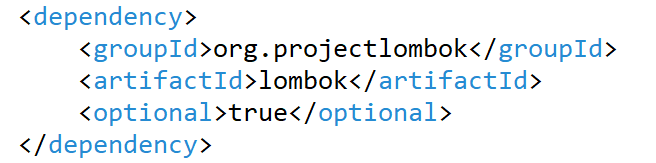 <dependency>
    <groupId>org.projectlombok</groupId>
    <artifactId>lombok</artifactId>
    <optional>true</optional>
</dependency>